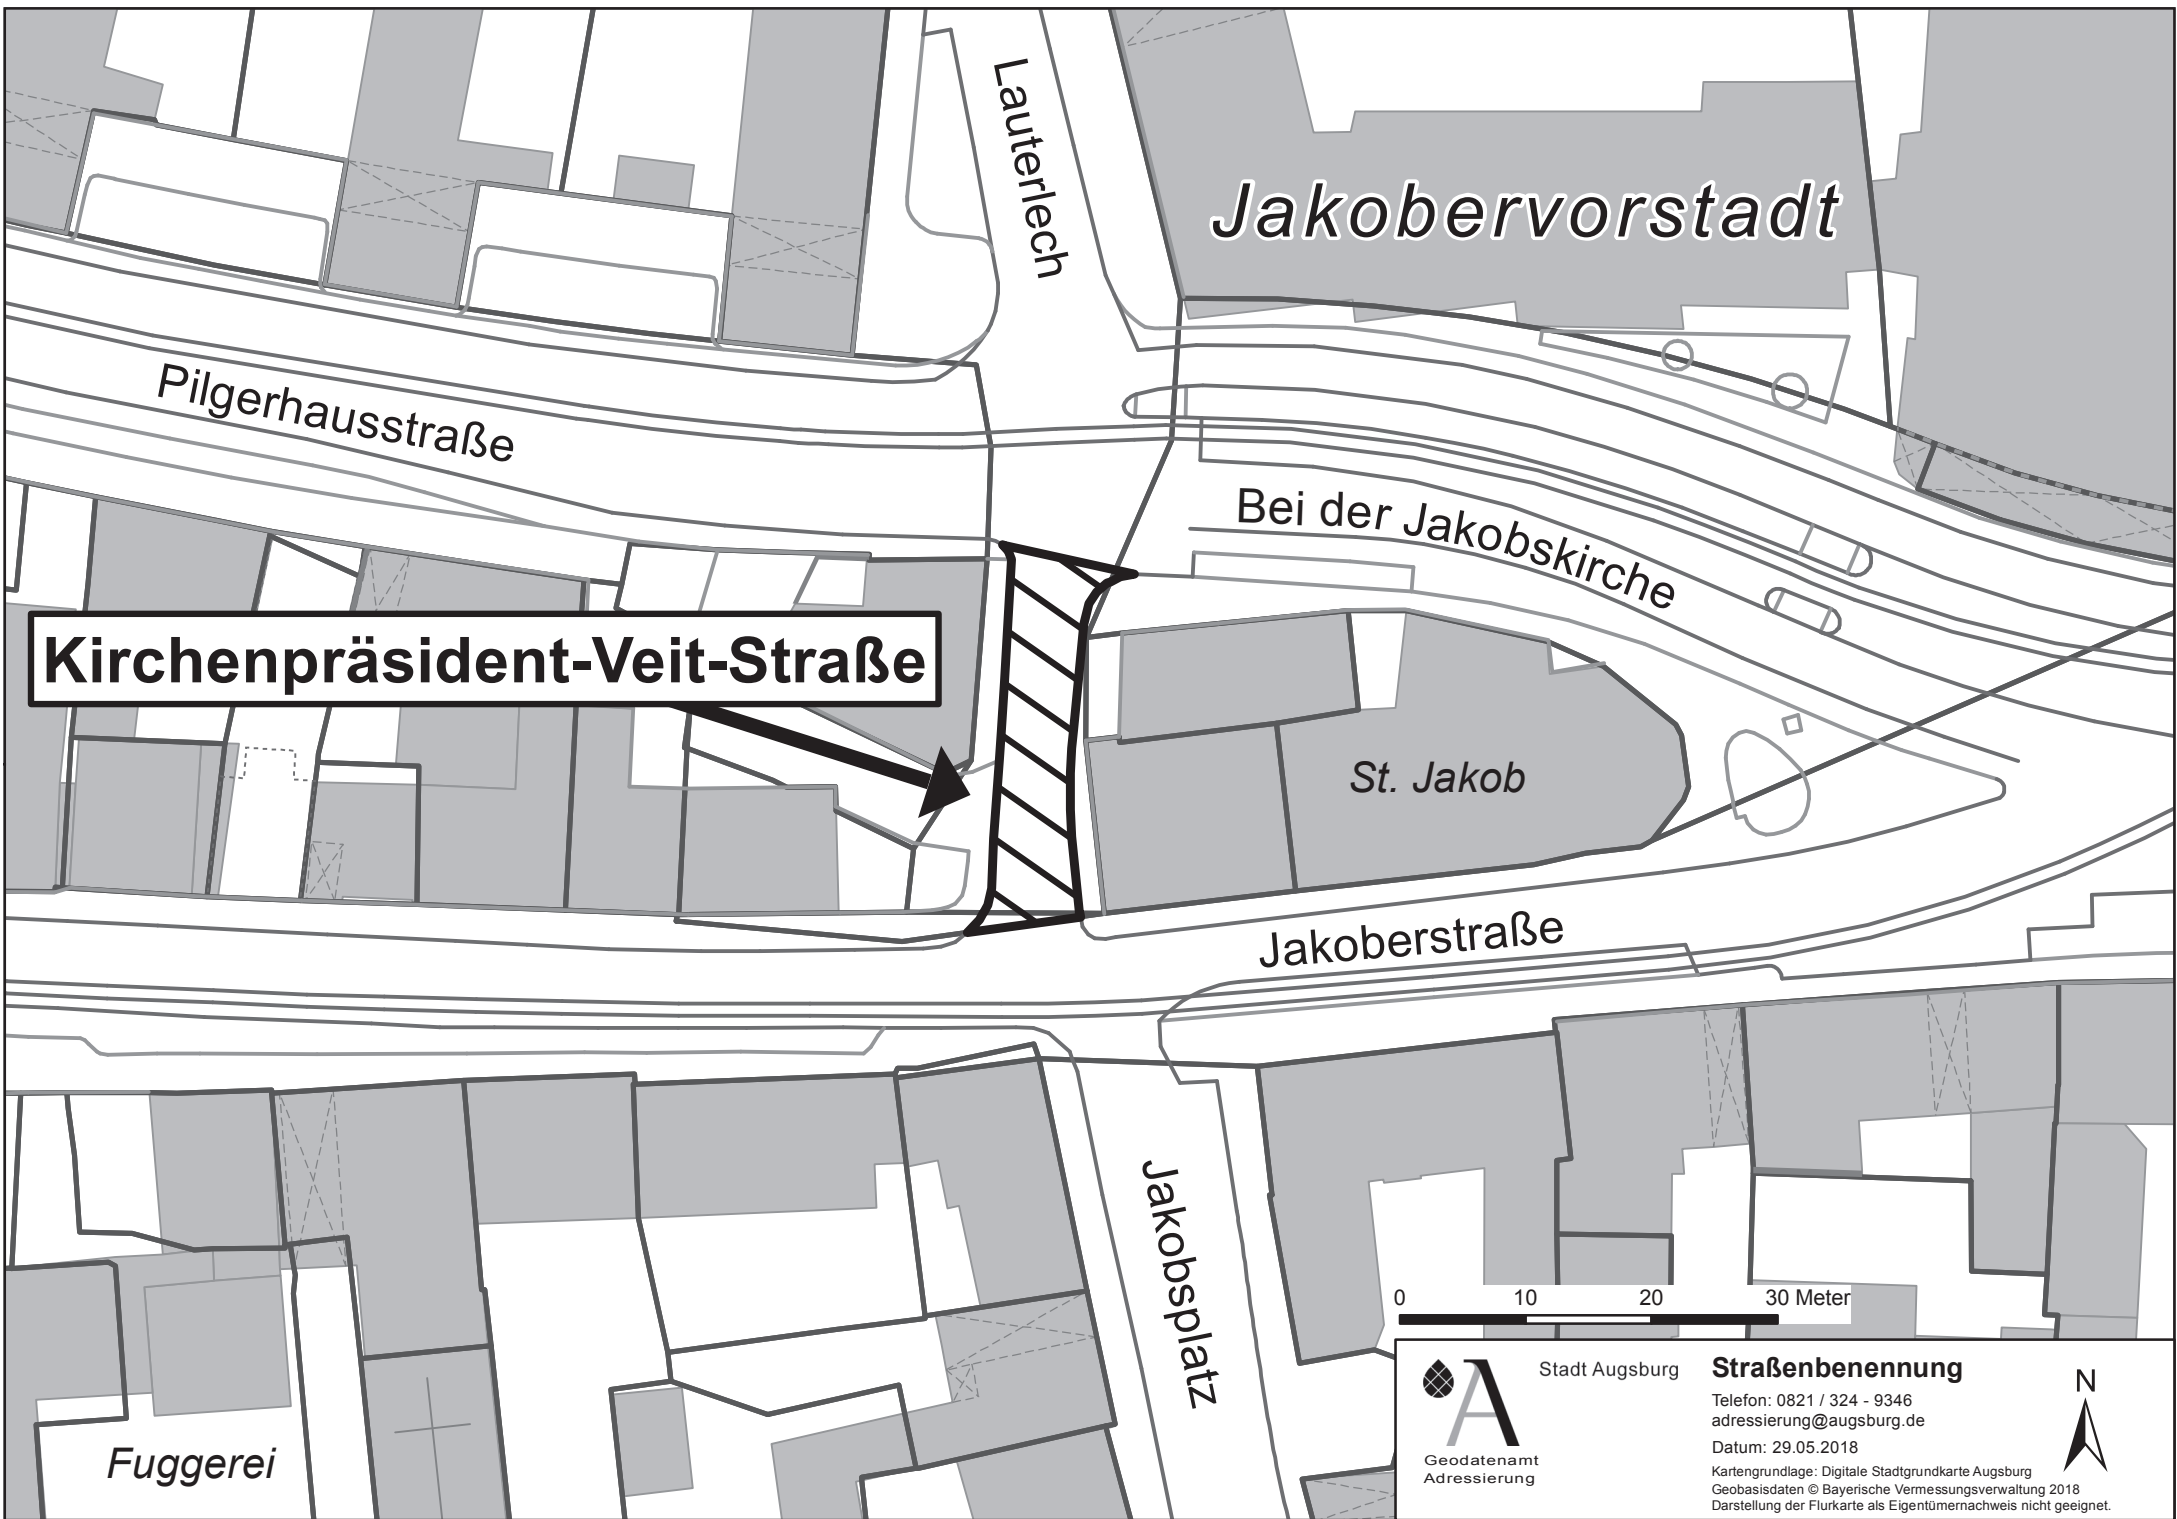 Lauterlech
Jakobervorstadt
Pilgerhausstraße
Bei der Jakobskirche
Kirchenpräsident-Veit-Straße
St. Jakob
Jakoberstraße
Jakobsplatz
Fuggerei
0 10 20 30 Meter
A
Stadt Augsburg
Geodatenamt
Adressierung
Straßenbenennung
Telefon: 0821 / 324 - 9346
adressierung@augsburg.de
Datum: 29.05.2018
Kartengrundlage: Digitale Stadtgrundkarte Augsburg
Geobasisdaten © Bayerische Vermessungsverwaltung 2018
Darstellung der Flurkarte als Eigentümernachweis nicht geeignet.
N